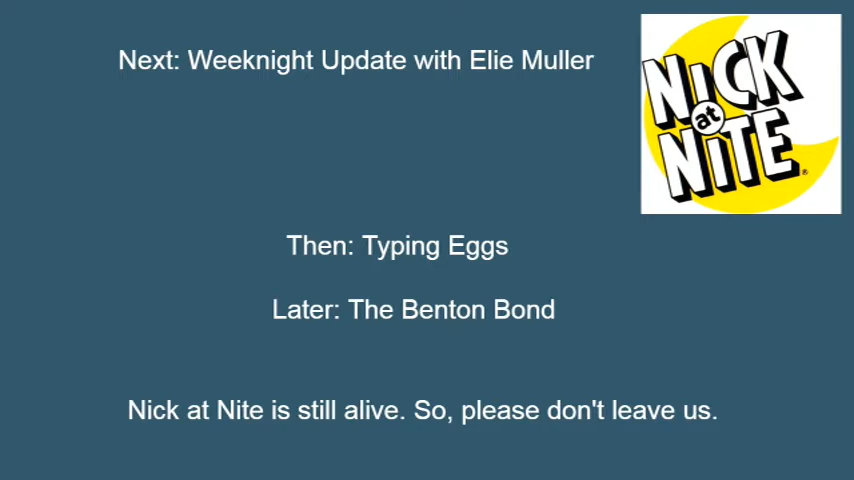 Next: Weeknight Update with Elie Muller
NiCK
at
NiTE
®
Then: Typing Eggs
Later: The Benton Bond
Nick at Nite is still alive. So, please don't leave us.